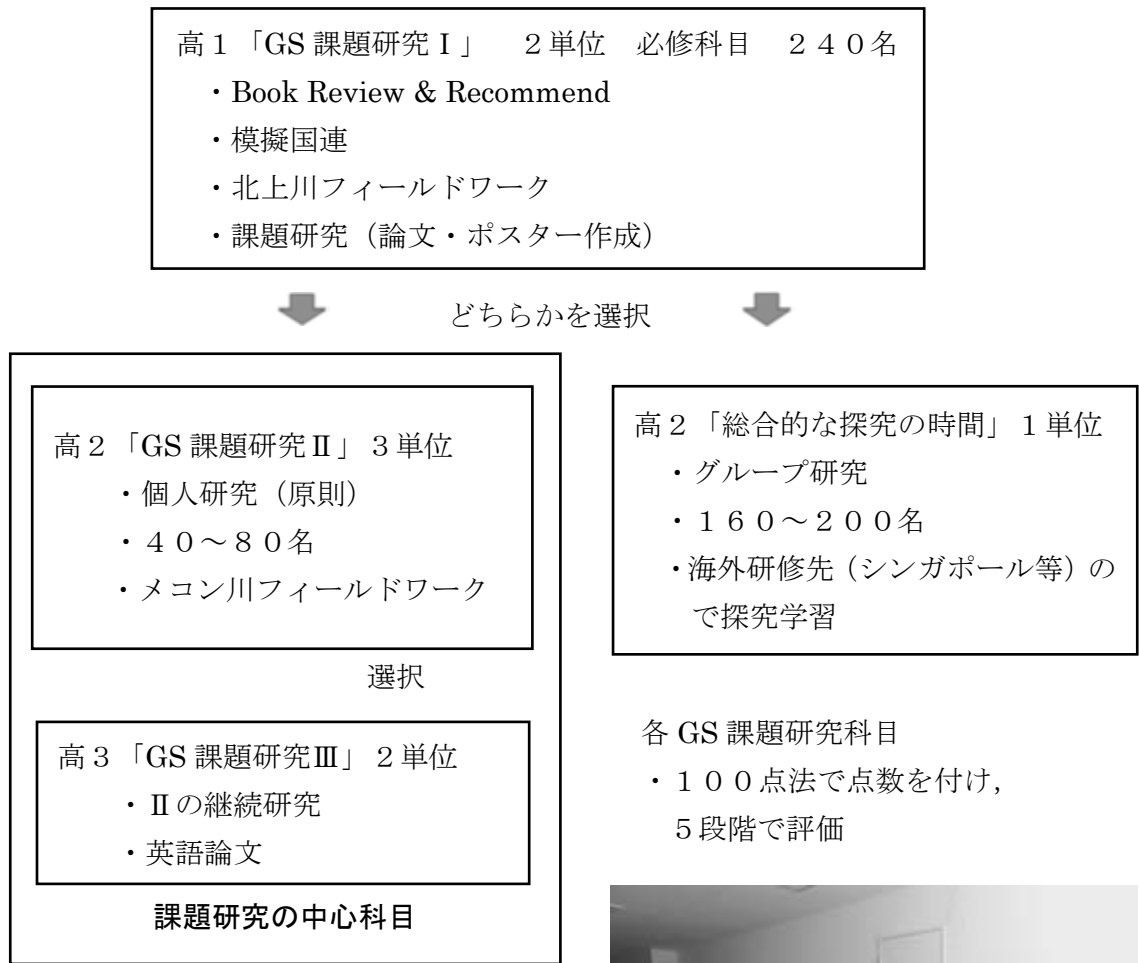 高１「GS 課題研究Ⅰ」　２単位　必修科目　２４０名
・Book Review & Recommend
・模擬国連
・北上川フィールドワーク
・課題研究（論文・ポスター作成）
どちらかを選択
高２「GS 課題研究Ⅱ」３単位
・個人研究（原則）
・４０～８０名
・メコン川フィールドワーク
選択
高３「GS 課題研究Ⅲ」２単位
・Ⅱの継続研究
・英語論文
課題研究の中心科目
高２「総合的な探究の時間」１単位
・グループ研究
・１６０～２００名
・海外研修先（シンガポール等）の
で探究学習
各 GS 課題研究科目
・１００点法で点数を付け，
５段階で評価